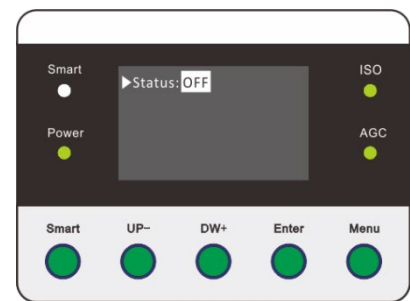 Smart
ISO
▶Status: OFF
Power
AGC
Smart UP- DW+ Enter Menu